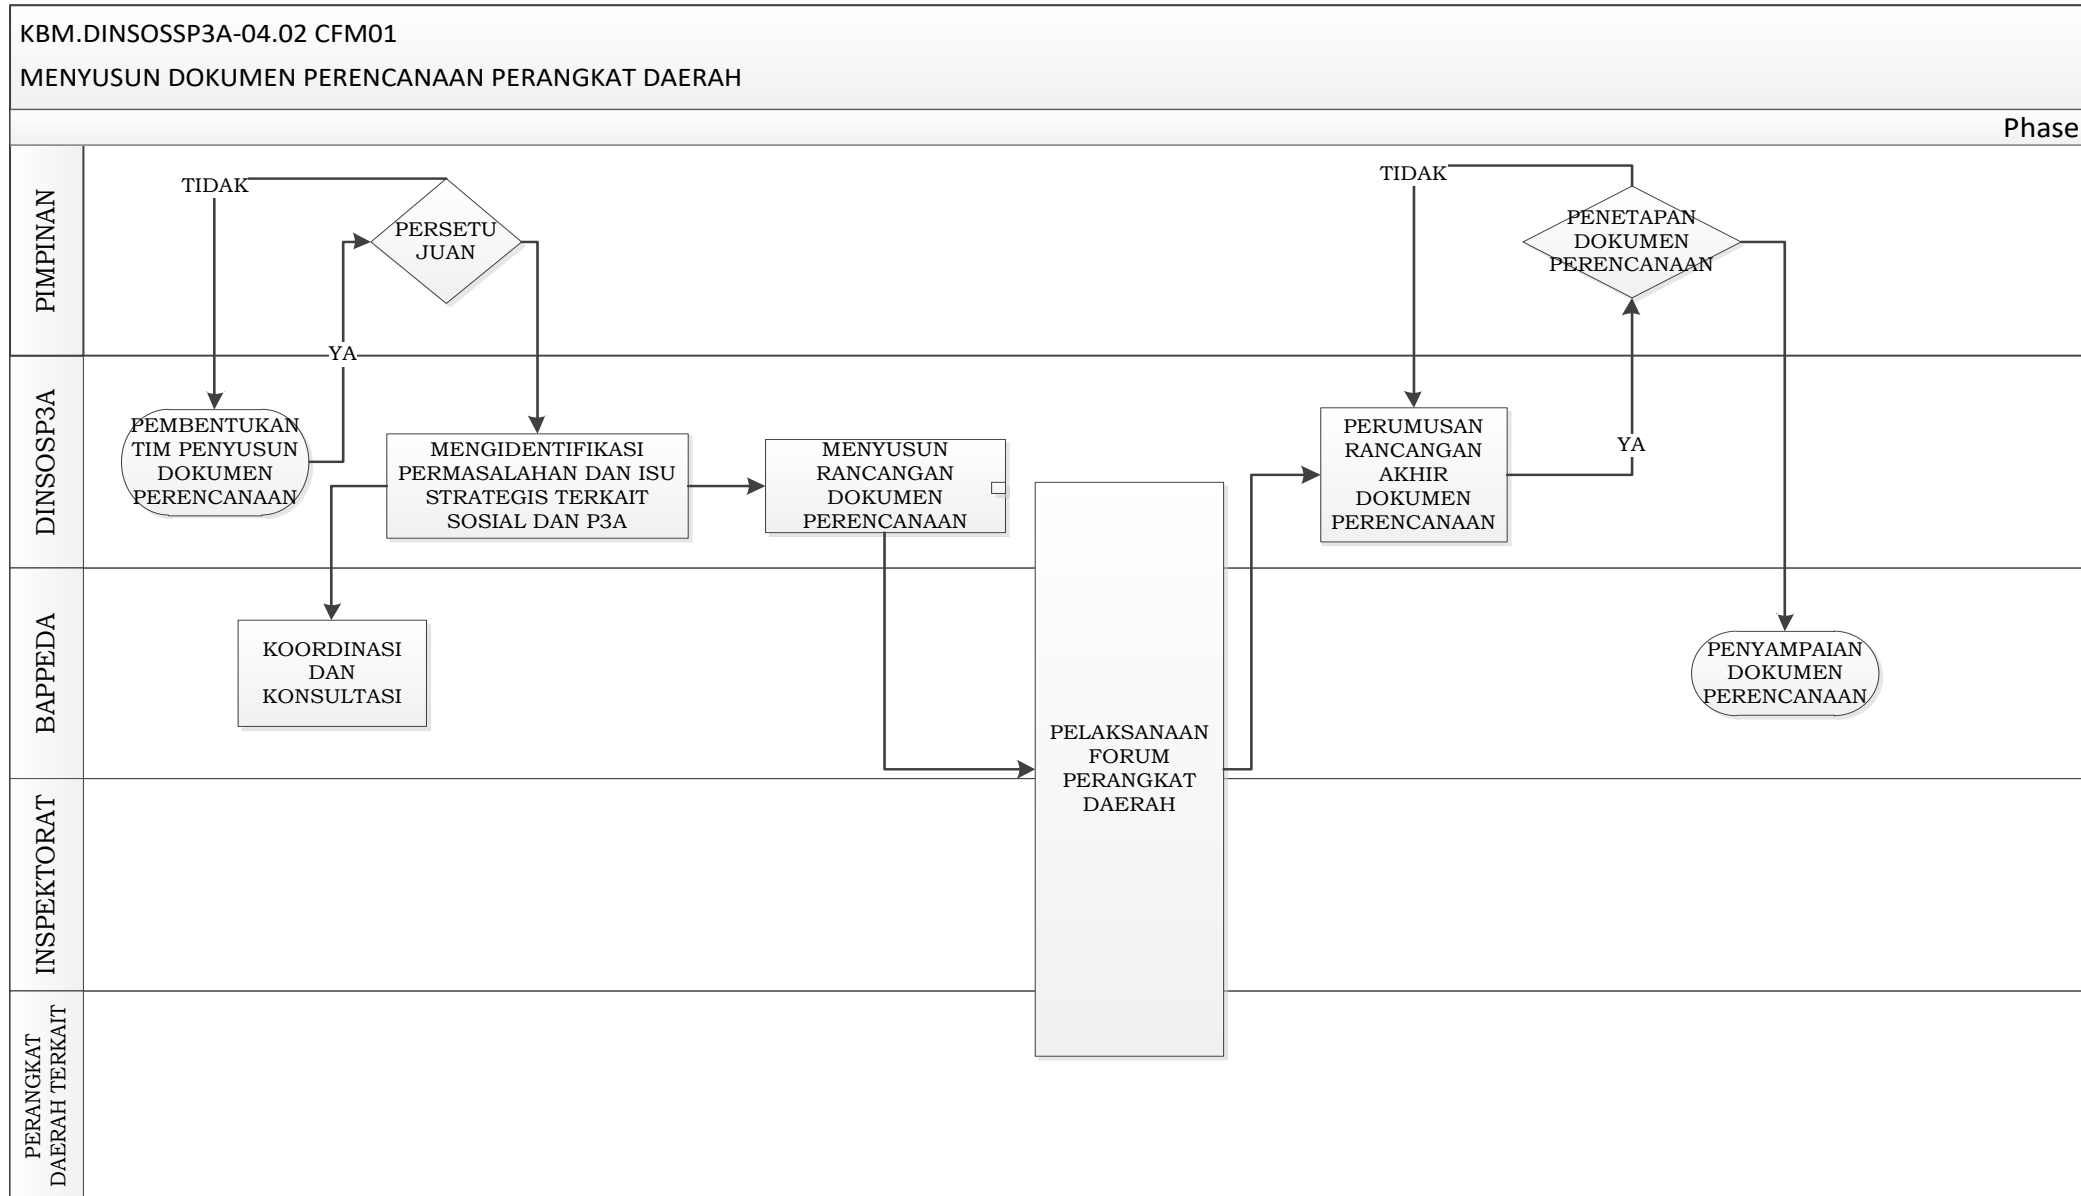 KBM.DINSOSSP3A-04.02 CFM01
MENYUSUN DOKUMEN PERENCANAAN PERANGKAT DAERAH
Phase
PIMPINAN
TIDAK
PERSETU
JUAN
TIDAK
PENETAPAN
DOKUMEN
PERENCANAAN
YA
DINSOSP3A
PEMBENTUKAN
TIM PENYUSUN
DOKUMEN
PERENCANAAN
MENGIDENTIFIKASI
PERMASALAHAN DAN ISU
STRATEGIS TERKAIT
SOSIAL DAN P3A
MENYUSUN
RANCANGAN
DOKUMEN
PERENCANAAN
PERUMUSAN
RANCANGAN
AKHIR
DOKUMEN
PERENCANAAN
YA
BAPPEDA
KOORDINASI
DAN
KONSULTASI
PELAKSANAAN
FORUM
PERANGKAT
DAERAH
PENYAMPAIAN
DOKUMEN
PERENCANAAN
INSPEKTORAT
PERANGKAT
DAERAH TERKAIT